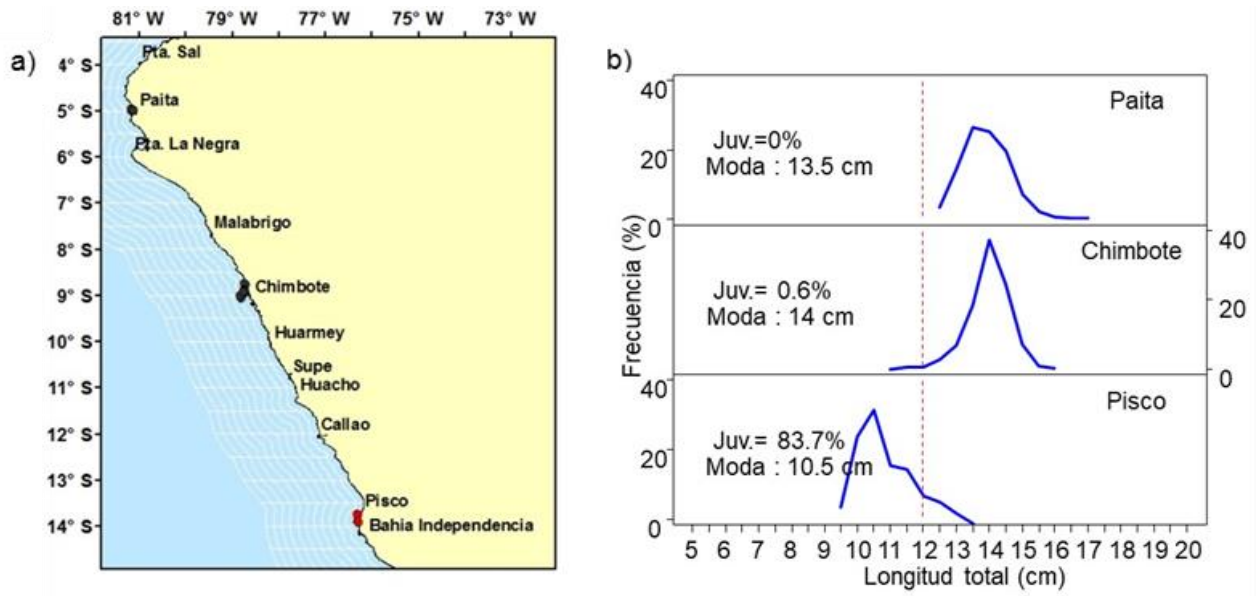 a)
81° W 79° W 77° W 75° W 73° W
4° S
5° S
6° S
7° S
8° S
9° S
10° S
11° S
12° S
13° S
14° S
Pta. Sal
Paita
Pta. La Negra
Malabrigo
Chimbote
Huarmey
Supe
Huacho
Callao
Pisco
Bahia Independencia
b)
Frecuencia (%)
40
20
0
Paita
Juv.=0%
Moda : 13.5 cm
Chimbote
Juv.= 0.6%
Moda : 14 cm
40
20
0
40
20
0
Pisco
Juv.= 83.7%
Moda : 10.5 cm
5 6 7 8 9 10 11 12 13 14 15 16 17 18 19 20
Longitud total (cm)